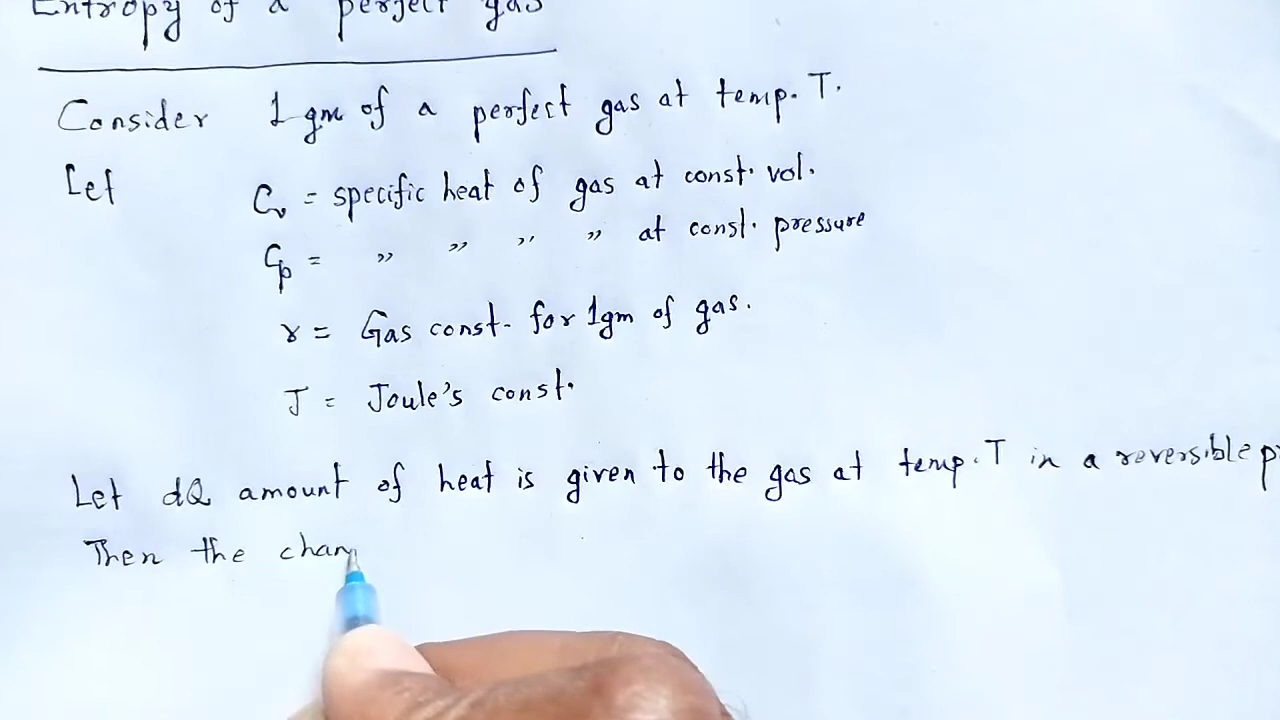 Entropy of a perfect gas
Consider 1 gm of a perfect gas at temp. T.
Let Cv = specific heat of gas at const. vol.
Cp = ,, ,, ,, ,, at const. pressure
r = Gas const. for 1gm of gas.
J = Joule's const.
Let dQ amount of heat is given to the gas at temp. T in a reversible
Then the chan